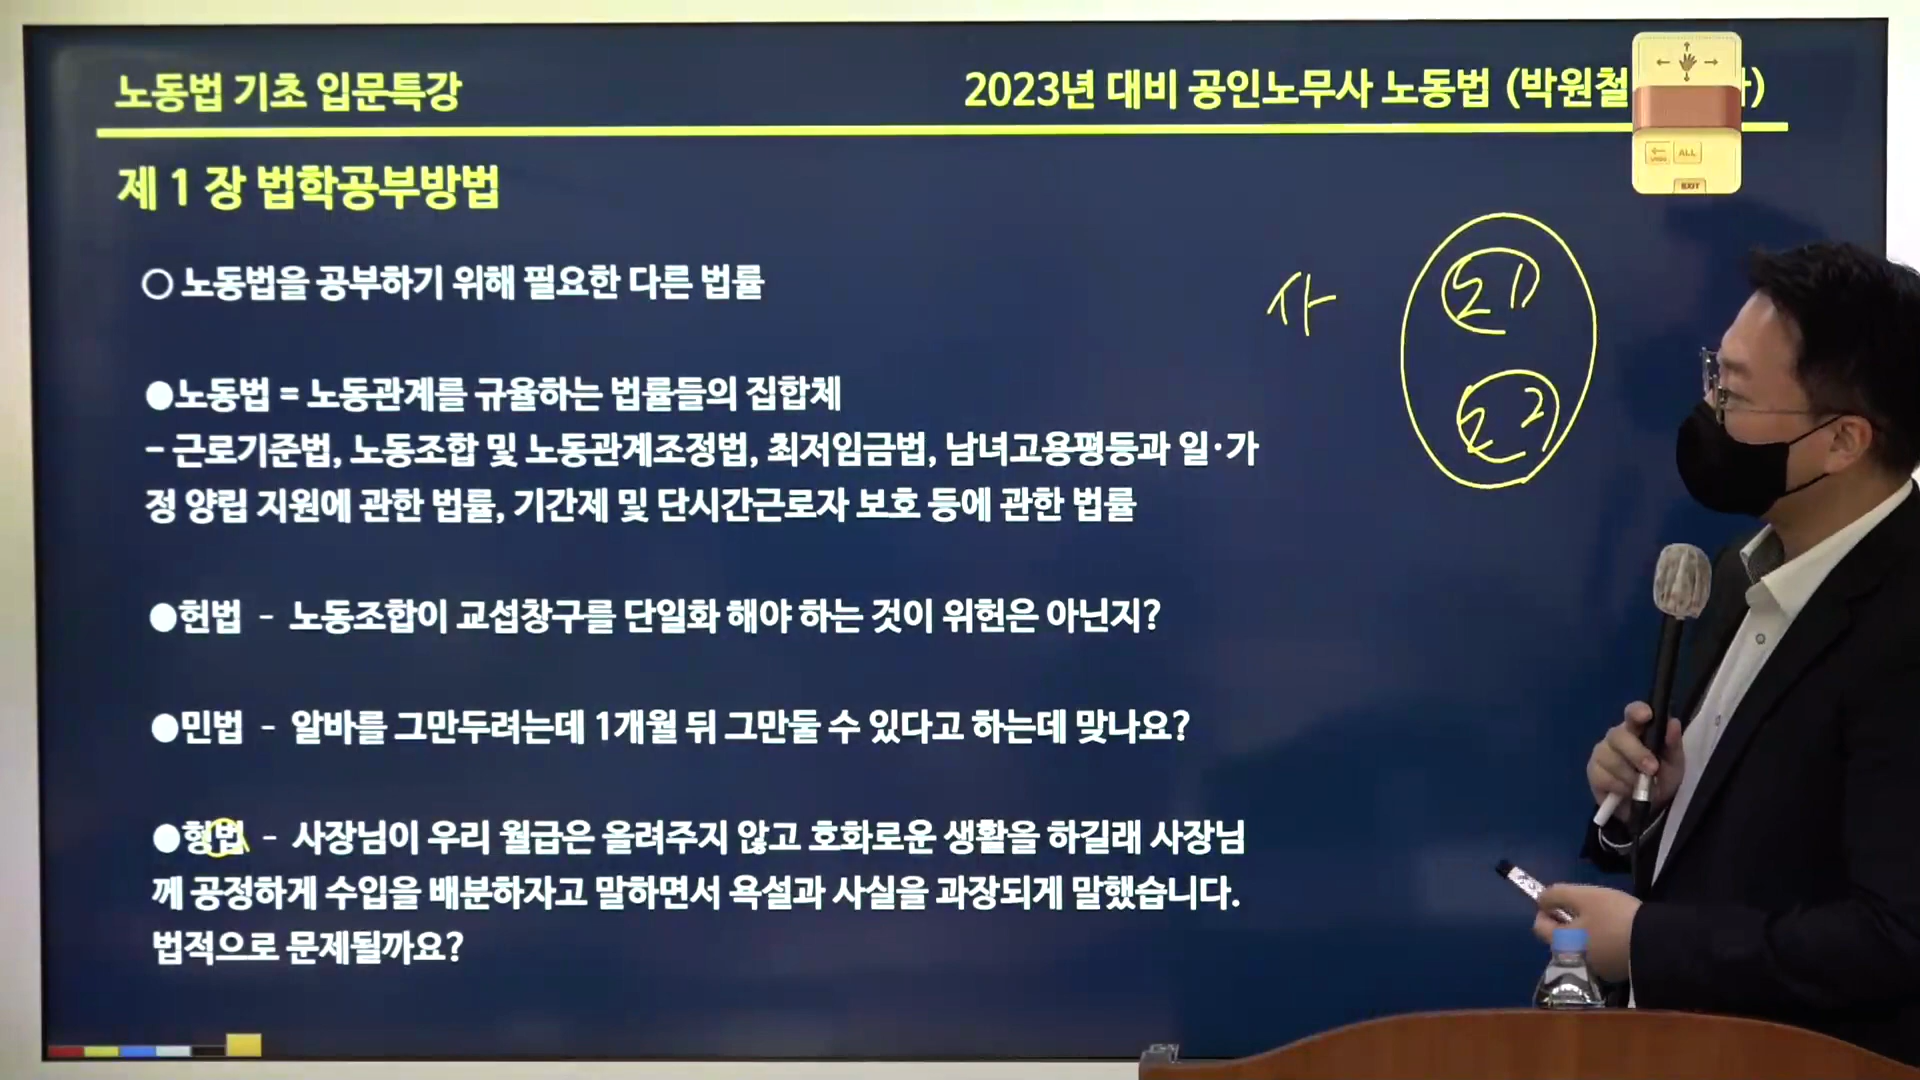 노동법 기초 입문특강
2023년 대비 공인노무사 노동법 (박원철
제 1 장 법학공부방법
○ 노동법을 공부하기 위해 필요한 다른 법률
●노동법 = 노동관계를 규율하는 법률들의 집합체
- 근로기준법, 노동조합 및 노동관계조정법, 최저임금법, 남녀고용평등과 일·가
정 양립 지원에 관한 법률, 기간제 및 단시간근로자 보호 등에 관한 법률
●헌법 - 노동조합이 교섭창구를 단일화 해야 하는 것이 위헌은 아닌지?
●민법 - 알바를 그만두려는데 1개월 뒤 그만둘 수 있다고 하는데 맞나요?
●형법 - 사장님이 우리 월급은 올려주지 않고 호화로운 생활을 하길래 사장님
께 공정하게 수입을 배분하자고 말하면서 욕설과 사실을 과장되게 말했습니다.
법적으로 문제될까요?
사
노1
노2
ALL
EXIT